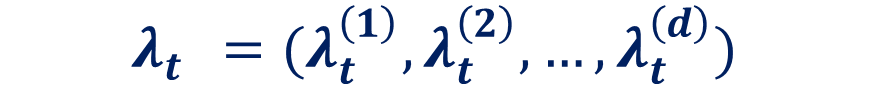 λ_t = (λ_t^(1), λ_t^(2), ..., λ_t^(d))